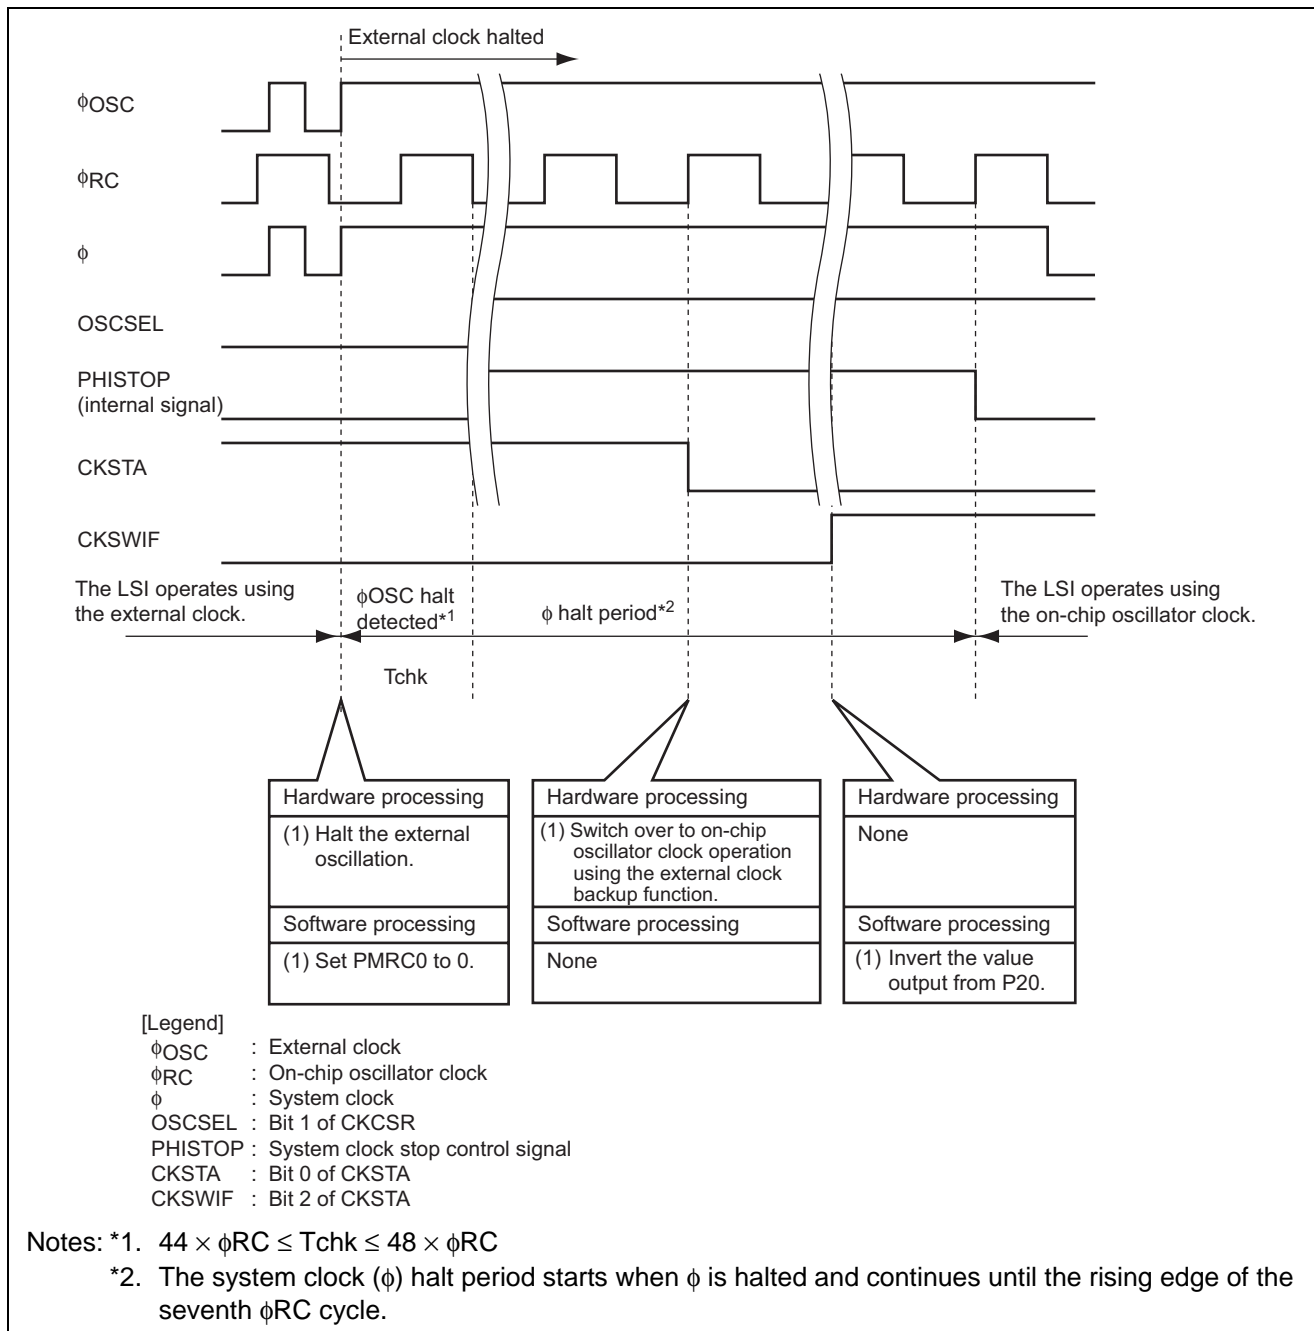 External clock halted
ϕOSC
ϕRC
ϕ
OSCSEL
PHISTOP
(internal signal)
CKSTA
CKSWIF
The LSI operates using
the external clock.
ϕOSC halt
detected*1
ϕ halt period*2
The LSI operates using
the on-chip oscillator clock.
Tchk
Hardware processing
(1) Halt the external
oscillation.
Software processing
(1) Set PMRC0 to 0.
Hardware processing
(1) Switch over to on-chip
oscillator clock operation
using the external clock
backup function.
Software processing
None
Hardware processing
None
Software processing
(1) Invert the value
output from P20.
[Legend]
ϕOSC : External clock
ϕRC : On-chip oscillator clock
ϕ : System clock
OSCSEL : Bit 1 of CKCSR
PHISTOP : System clock stop control signal
CKSTA : Bit 0 of CKSTA
CKSWIF : Bit 2 of CKSTA
Notes: *1. 44 × ϕRC ≤ Tchk ≤ 48 × ϕRC
*2. The system clock (ϕ) halt period starts when ϕ is halted and continues until the rising edge of the
seventh ϕRC cycle.